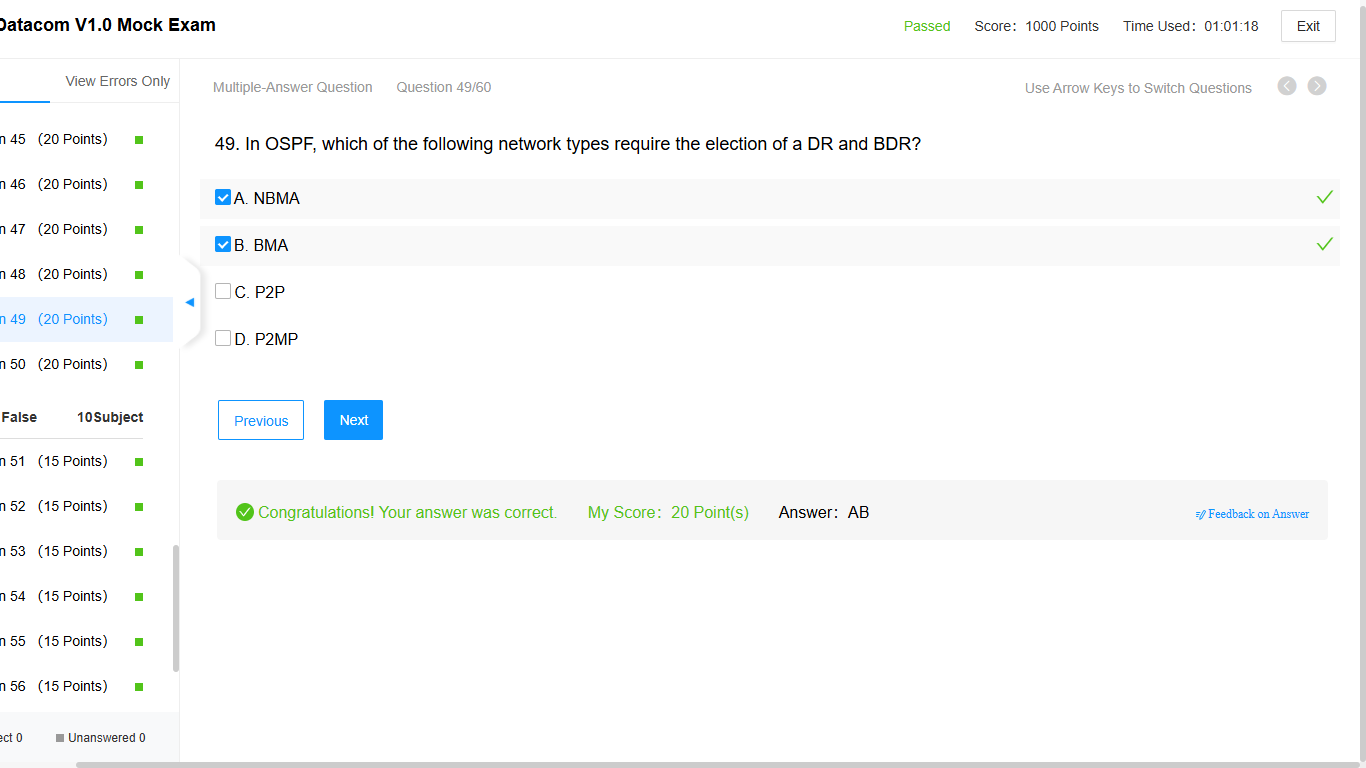 Datacom V1.0 Mock Exam
Passed Score：1000 Points Time Used：01:01:18 Exit
View Errors Only
Multiple-Answer Question Question 49/60 Use Arrow Keys to Switch Questions
n 45 (20 Points)
n 46 (20 Points)
n 47 (20 Points)
n 48 (20 Points)
n 49 (20 Points)
n 50 (20 Points)
False 10Subject
n 51 (15 Points)
n 52 (15 Points)
n 53 (15 Points)
n 54 (15 Points)
n 55 (15 Points)
n 56 (15 Points)
ect 0 Unanswered 0
49. In OSPF, which of the following network types require the election of a DR and BDR?
A. NBMA
B. BMA
C. P2P
D. P2MP
Previous Next
Congratulations! Your answer was correct. My Score：20 Point(s) Answer：AB Feedback on Answer